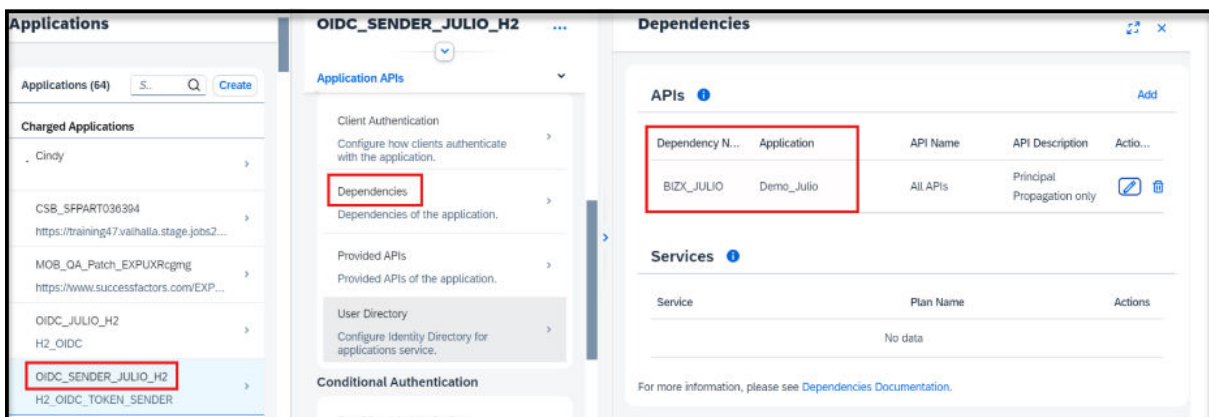 Applications
Applications (64)
S..
Create
Charged Applications
Cindy
CSB_SFPART036394
https://training47.valhalla.stage.jobs2...
MOB_QA_Patch_EXPUXRcgmg
https://www.successfactors.com/EXP...
OIDC_JULIO_H2
H2_OIDC
OIDC_SENDER_JULIO_H2
H2_OIDC_TOKEN_SENDER
OIDC_SENDER_JULIO_H2
...
Application APIs
Client Authentication
Configure how clients authenticate
with the application.
Dependencies
Dependencies of the application.
Provided APIs
Provided APIs of the application.
User Directory
Configure Identity Directory for
applications service.
Conditional Authentication
Dependencies
APIs
Add
Dependency N... Application API Name API Description Actio...
BIZX_JULIO Demo_Julio All APIs Principal
Propagation only
Services
Service Plan Name Actions
No data
For more information, please see Dependencies Documentation.